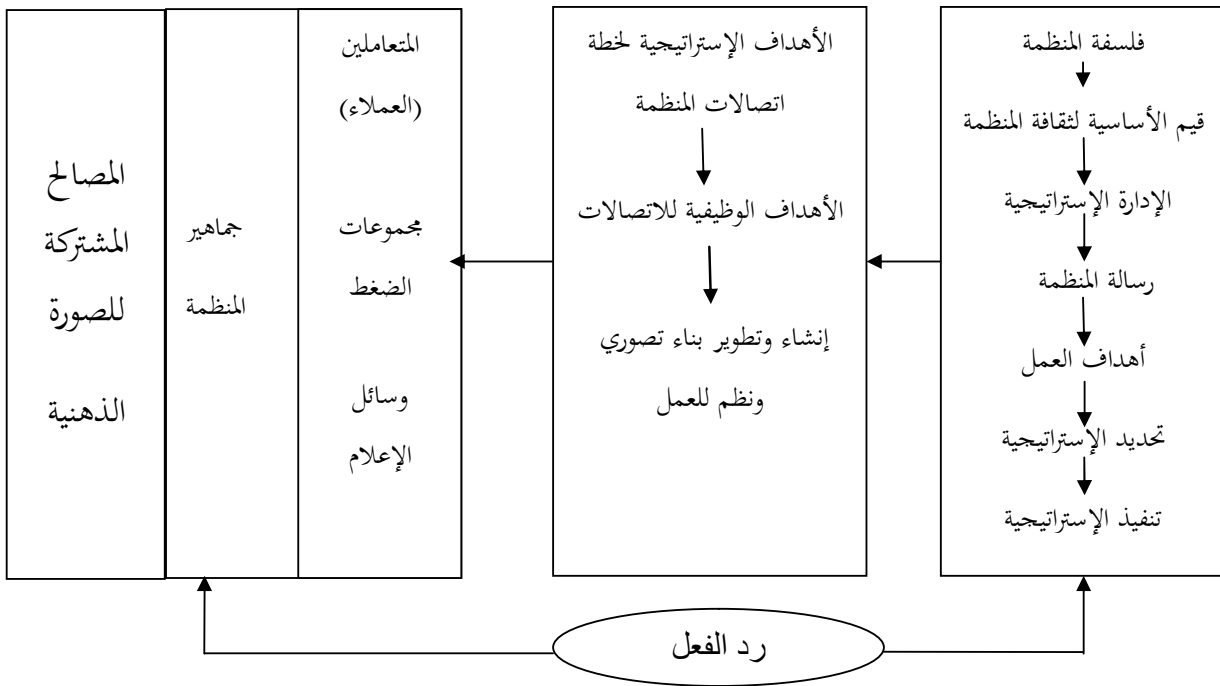 فلسفة المنظمة
قيم الأساسية لثقافة المنظمة
الإدارة الإستراتيجية
رسالة المنظمة
أهداف العمل
تحديد الإستراتيجية
تنفيذ الإستراتيجية
الأهداف الإستراتيجية لخطة
اتصالات المنظمة
الأهداف الوظيفية للاتصالات
إنشاء وتطوير بناء تصوري
ونظم للعمل
المتعاملين
(العملاء)
مجموعات
الضغط
وسائل
الإعلام
جماهير
المنظمة
المصالح
المشتركة
للصورة
الذهنية
رد الفعل